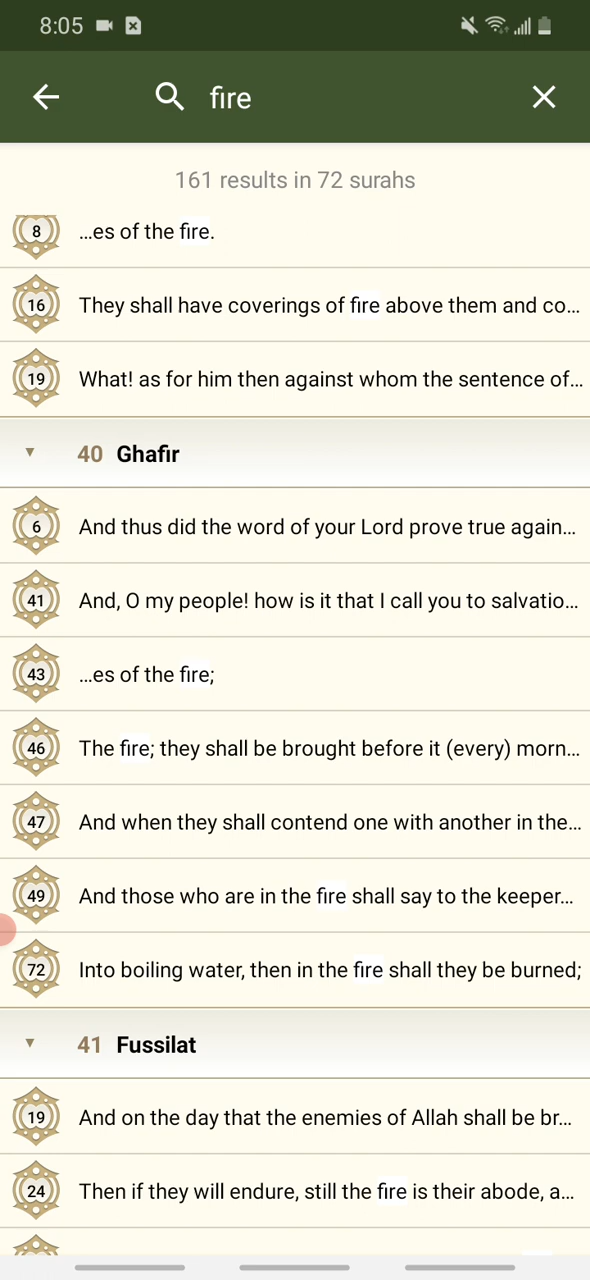 8:05
fire
161 results in 72 surahs
8 ...es of the fire.
16 They shall have coverings of fire above them and co...
19 What! as for him then against whom the sentence of...
40 Ghafir
6 And thus did the word of your Lord prove true again...
41 And, O my people! how is it that I call you to salvatio...
43 ...es of the fire;
46 The fire; they shall be brought before it (every) morn...
47 And when they shall contend one with another in the...
49 And those who are in the fire shall say to the keeper...
72 Into boiling water, then in the fire shall they be burned;
41 Fussilat
19 And on the day that the enemies of Allah shall be br...
24 Then if they will endure, still the fire is their abode, a...